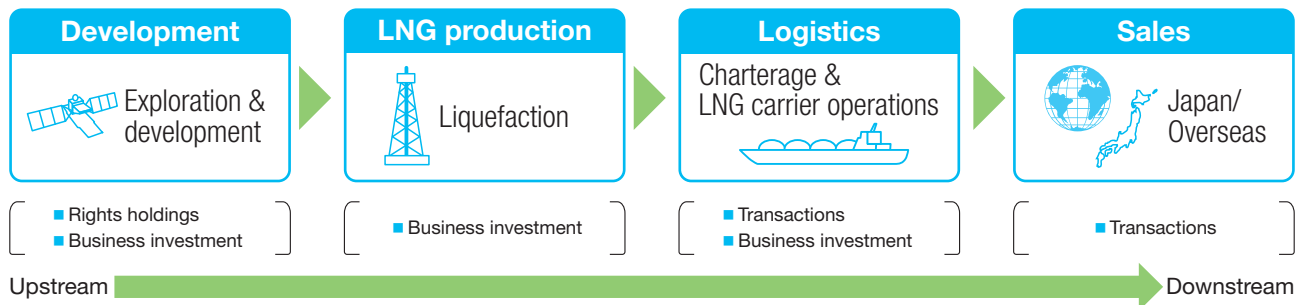 Development
Exploration &
development
Rights holdings
Business investment
LNG production
Liquefaction
Business investment
Logistics
Charterage &
LNG carrier operations
Transactions
Business investment
Sales
Japan/
Overseas
Transactions
Upstream
Downstream